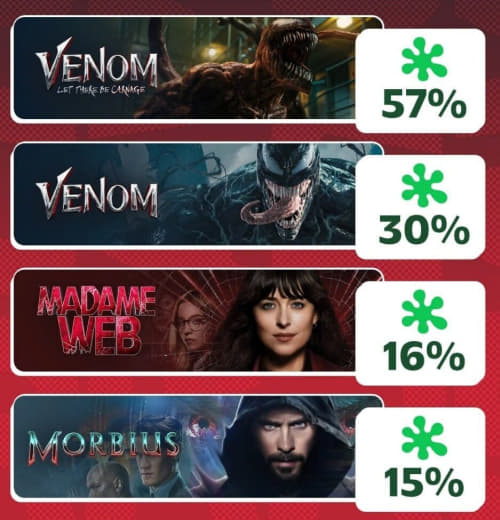 VENOM
LET THERE BE CARNAGE
57%
VENOM
30%
MADAME
WEB
16%
MORBIUS
15%